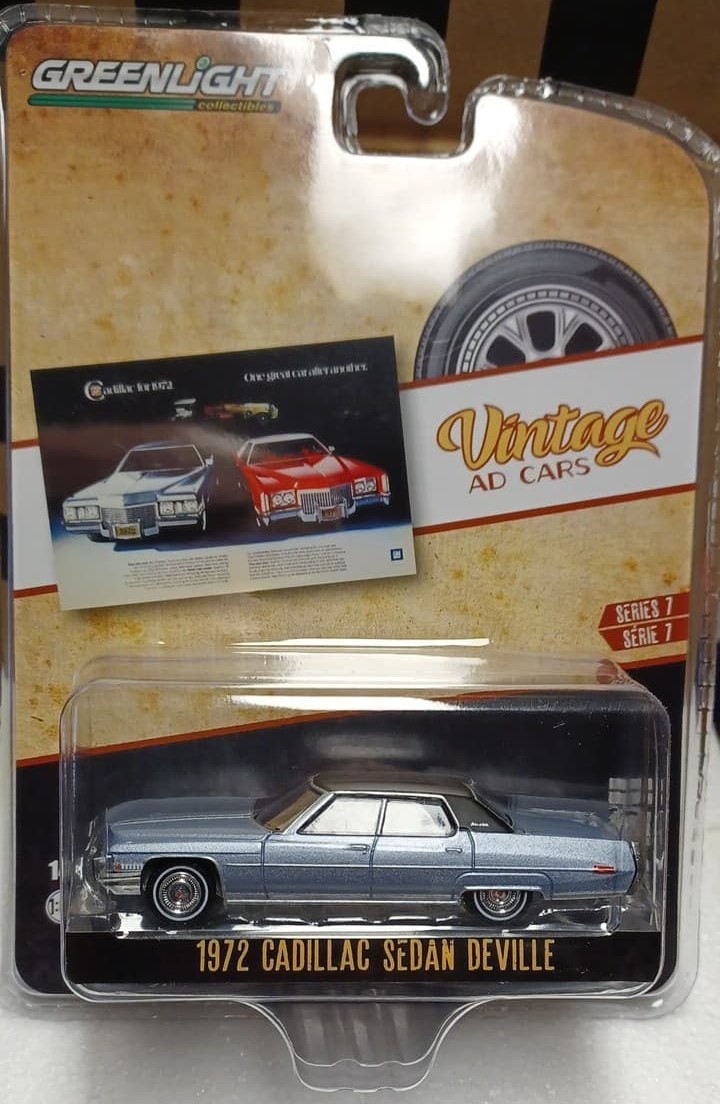 GREENLiGHT
collectibles
Cadillac for 1972
One great car after another.
Vintage
AD CARS
SERIES 7
SÉRIE 7
1972 CADILLAC SEDAN DEVILLE